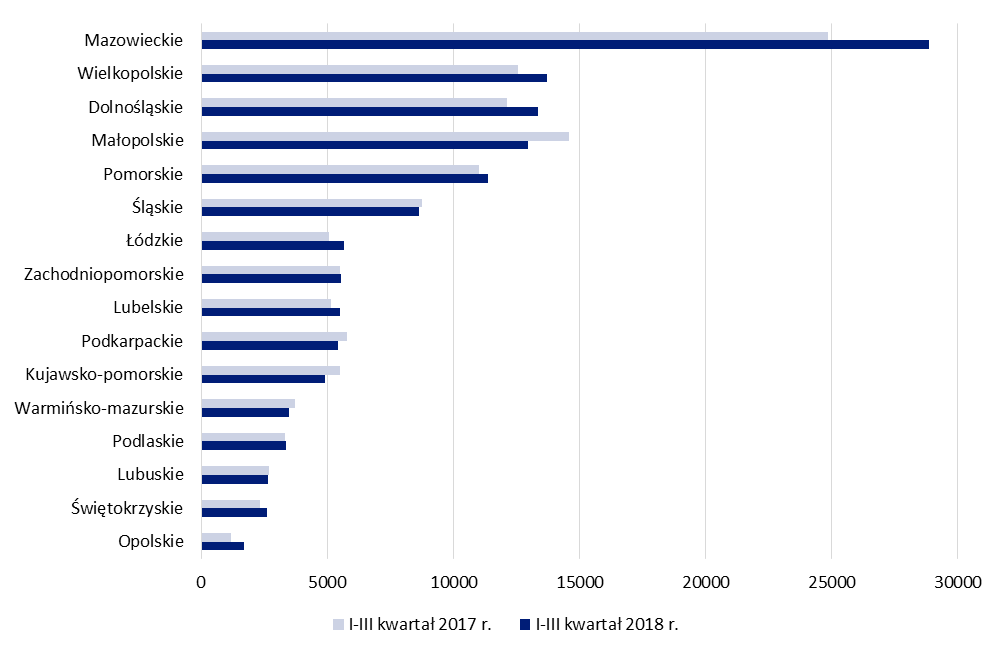 Mazowieckie
Wielkopolskie
Dolnośląskie
Małopolskie
Pomorskie
Śląskie
Łódzkie
Zachodniopomorskie
Lubelskie
Podkarpackie
Kujawsko-pomorskie
Warmińsko-mazurskie
Podlaskie
Lubuskie
Świętokrzyskie
Opolskie
0 5000 10000 15000 20000 25000 30000
I-III kwartał 2017 r. I-III kwartał 2018 r.